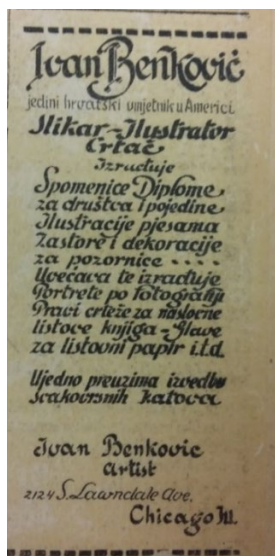 Ivan Benković
jedini hrvatski umjetnik u Americi
Slikar-Ilustrator
Crtač
Izrađuje
Spomenice Diplome
za društva i pojedine
Ilustracije pjesama
Zastore i dekoracije
za pozornice ....
Uvećava te izrađuje
Portrete po fotografiji
Pravi crteže za naslovne
listove knjiga-Glave
za listovni papir i.t.d.
Ujedno preuzima izvedbu
svakovrsnih katova
Ivan Benkovic
artist
2124 S. Lawndale Ave,
Chicago Ill.